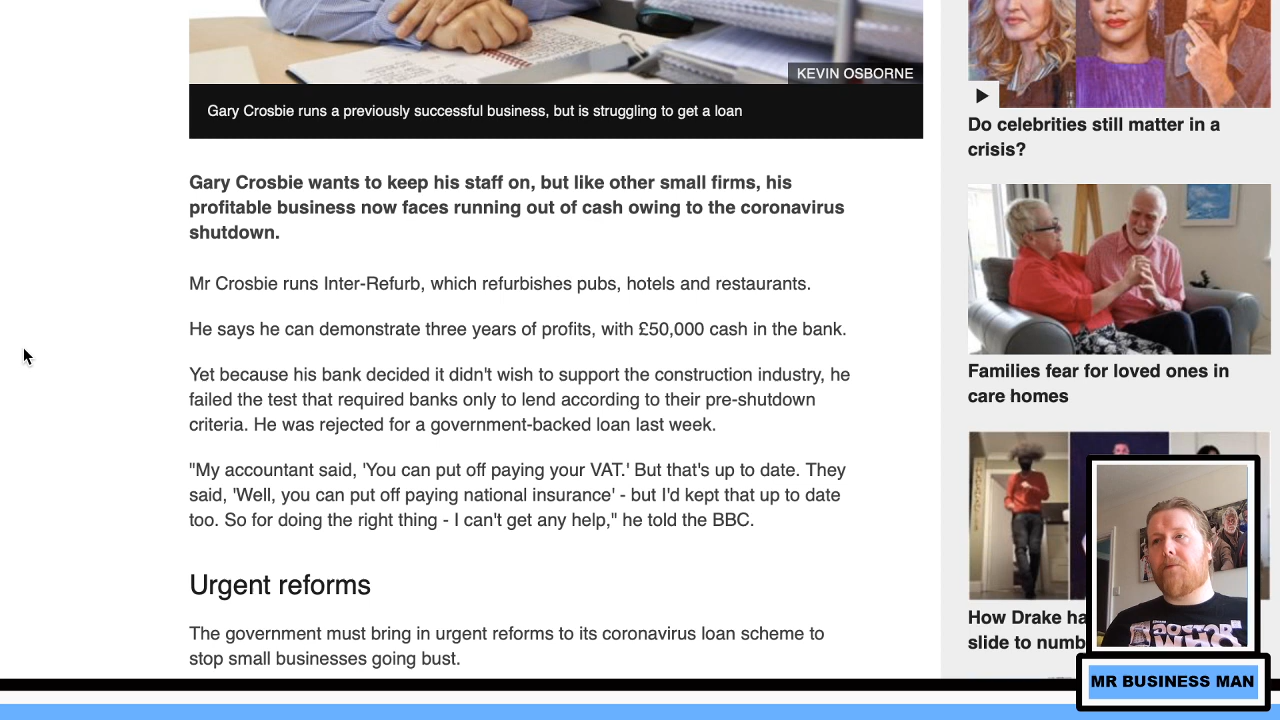 KEVIN OSBORNE
Gary Crosbie runs a previously successful business, but is struggling to get a loan
Gary Crosbie wants to keep his staff on, but like other small firms, his
profitable business now faces running out of cash owing to the coronavirus
shutdown.
Mr Crosbie runs Inter-Refurb, which refurbishes pubs, hotels and restaurants.
He says he can demonstrate three years of profits, with £50,000 cash in the bank.
Yet because his bank decided it didn't wish to support the construction industry, he
failed the test that required banks only to lend according to their pre-shutdown
criteria. He was rejected for a government-backed loan last week.
"My accountant said, 'You can put off paying your VAT.' But that's up to date. They
said, 'Well, you can put off paying national insurance' - but I'd kept that up to date
too. So for doing the right thing - I can't get any help," he told the BBC.
Urgent reforms
The government must bring in urgent reforms to its coronavirus loan scheme to
stop small businesses going bust.
Do celebrities still matter in a
crisis?
Families fear for loved ones in
care homes
How Drake ha
slide to numb
DOCTOR
WHO
MR BUSINESS MAN